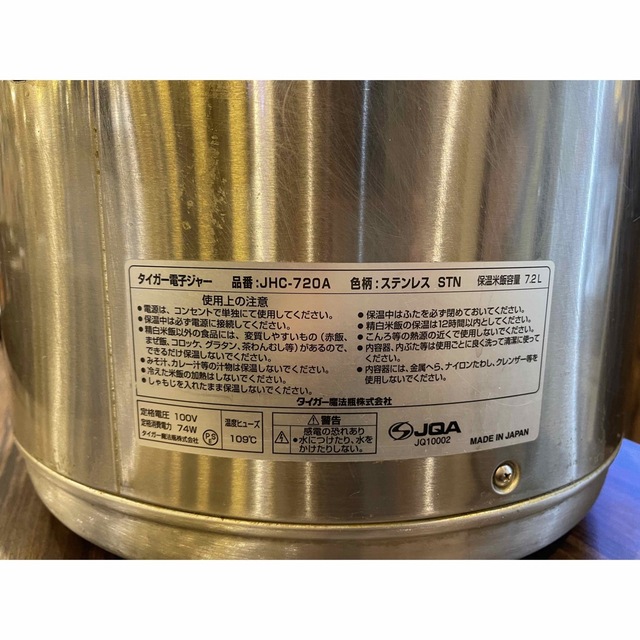 タイガー電子ジャー 品番:JHC-720A 色柄:ステンレス STN 保温米飯容量 7.2L
使用上の注意
●電源は、コンセントで単独にて使用してください。
●保温中は必ず電源に接続してください。
●精白米飯以外の食品には、変質しやすいもの(赤飯、
まぜ飯、コロッケ、グラタン、茶わんむし等)があるので、
できるだけ保温しないでください。
●みそ汁、カレー汁等の汁物は保温しないでください。
●冷えた米飯の加熱はしないでください。
●しゃもじを入れたまま保温しないでください。
●保温中はふたを必ず閉めておいてください。
●精白米飯の保温は12時間以内としてください。
●こんろ等の熱源の近くで使用しないでください。
●内容器、内ぶた等は使用ごとに良く洗って清潔に使って
ください。
●内容器には、金属へら、ナイロンたわし、クレンザー等を
使用しないでください。
タイガー魔法瓶株式会社
定格電圧 100V
定格消費電力 74W
タイガー魔法瓶株式会社
PS
温度ヒューズ
109℃
⚠警告
感電の恐れあり
●水につけたり、水を
かけたりしない。
JQA
JQ10002
MADE IN JAPAN